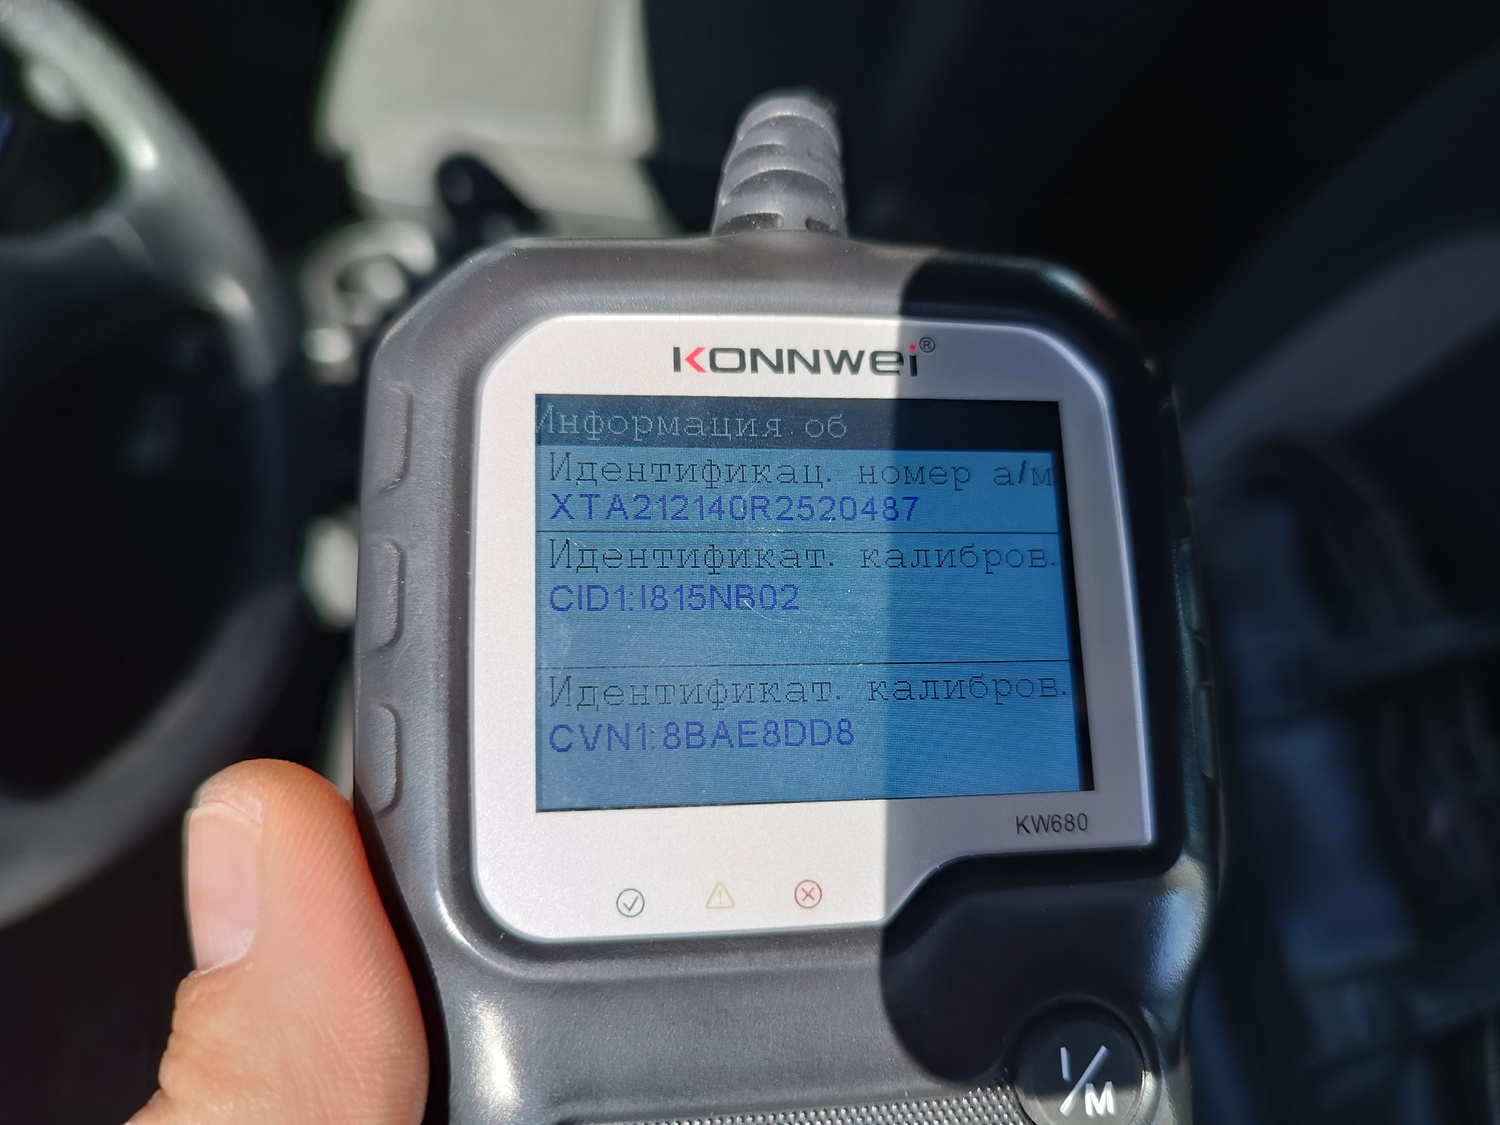 KONNWEI®
Информация об
Идентификац. номер а/м
XTA212140R2520487
Идентификат. калибров.
CID1:I815NB02
Идентификат. калибров.
CVN1:8BAE8DD8
KW680
I/M